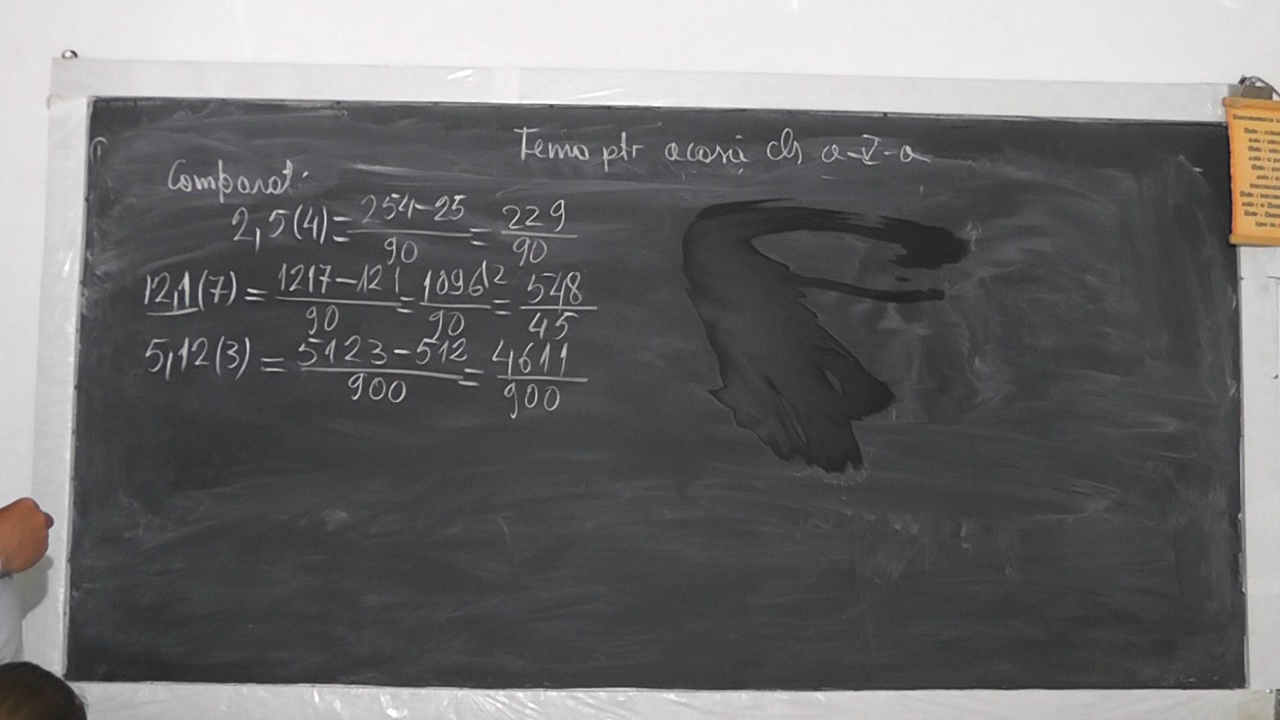 Tema ptr acasă cls a-V-a
Comparați
2,5(4) = 254-25/90 = 229/90
12,1(7) = 1217-121/90 = 1096/90 (2 = 548/45
5,12(3) = 5123-512/900 = 4611/900